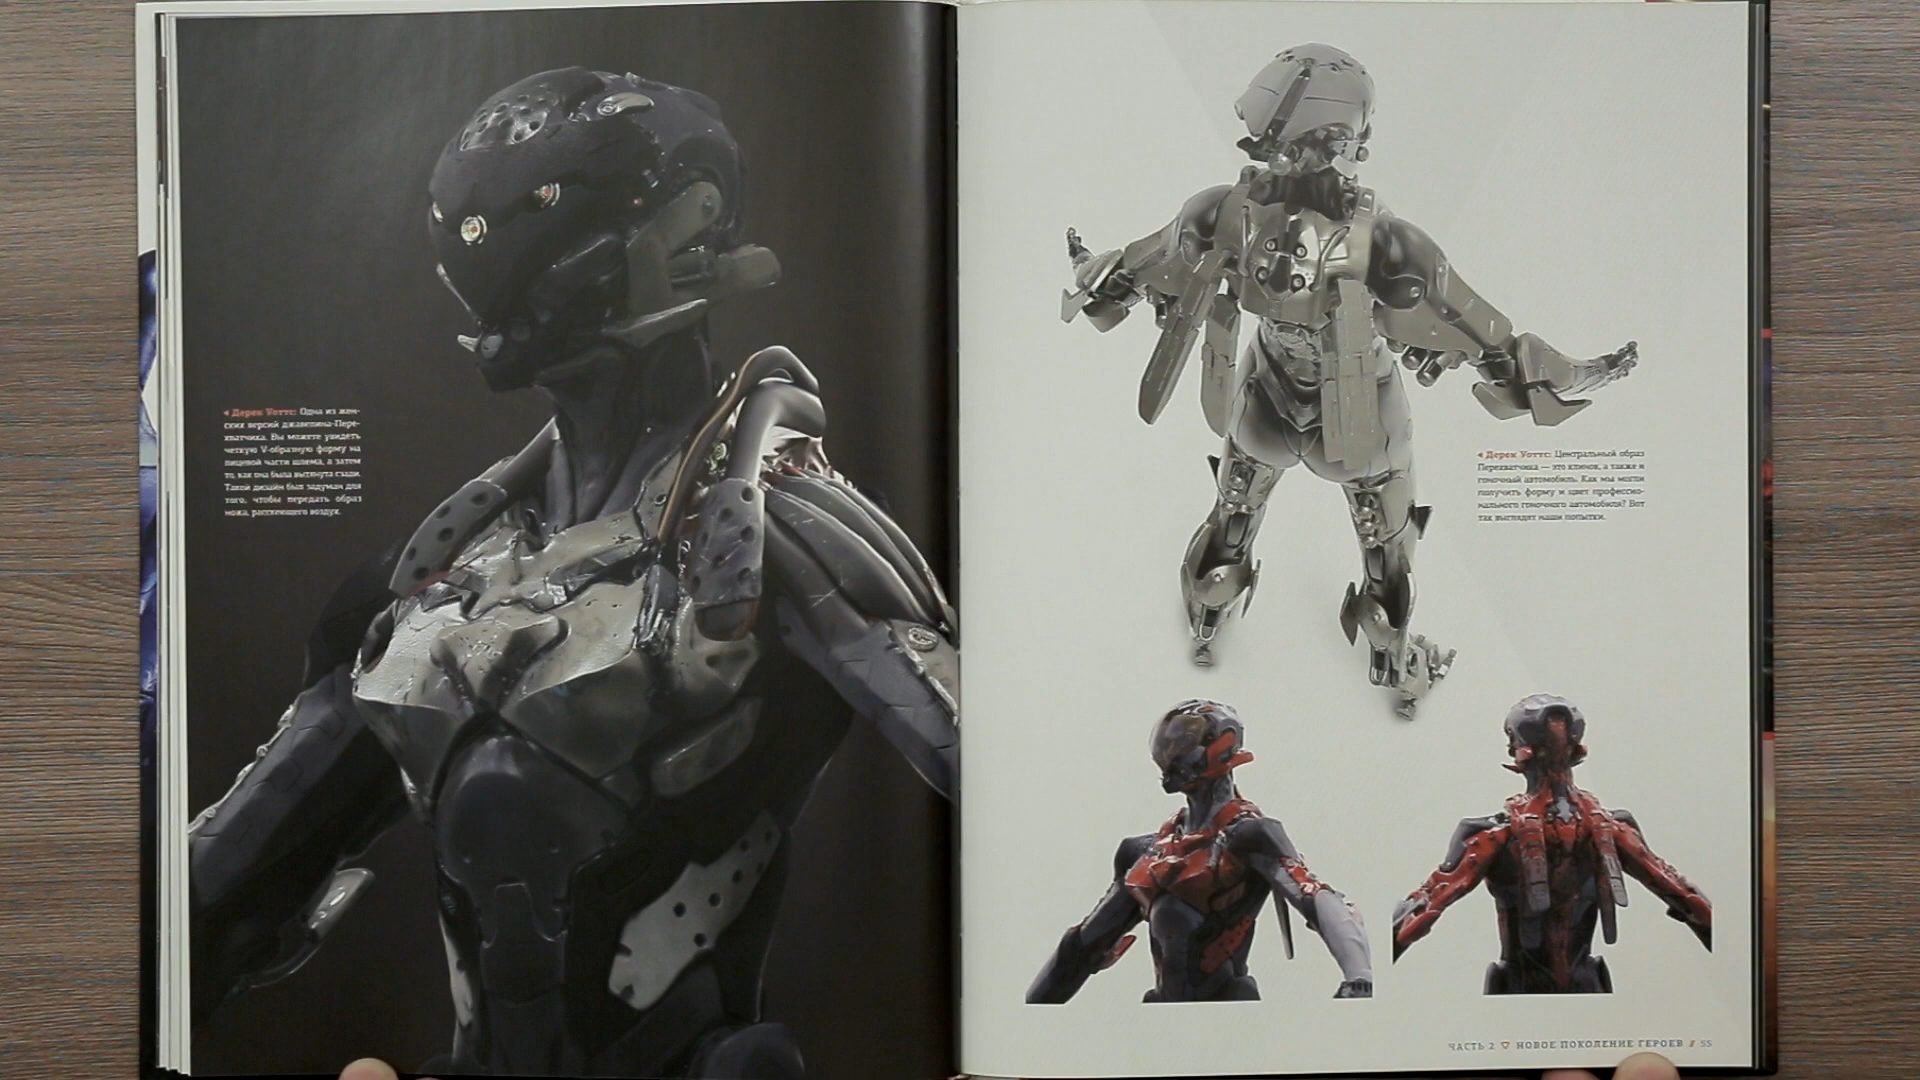 ◂ Дерек Уоттс: Одна из жен-
ских версий джавелина-Пере-
хватчика. Вы можете увидеть
четкую V-образную форму на
лицевой части шлема, а затем
то, как она была вытянута сзади.
Такой дизайн был задуман для
того, чтобы передать образ
ножа, рассекающего воздух.
◂ Дерек Уоттс: Центральный образ
Перехватчика — это клинок, а также и
гоночный автомобиль. Как мы могли
получить форму и цвет профессио-
нального гоночного автомобиля? Вот
так выглядят наши попытки.
ЧАСТЬ 2 ▽ НОВОЕ ПОКОЛЕНИЕ ГЕРОЕВ // 55